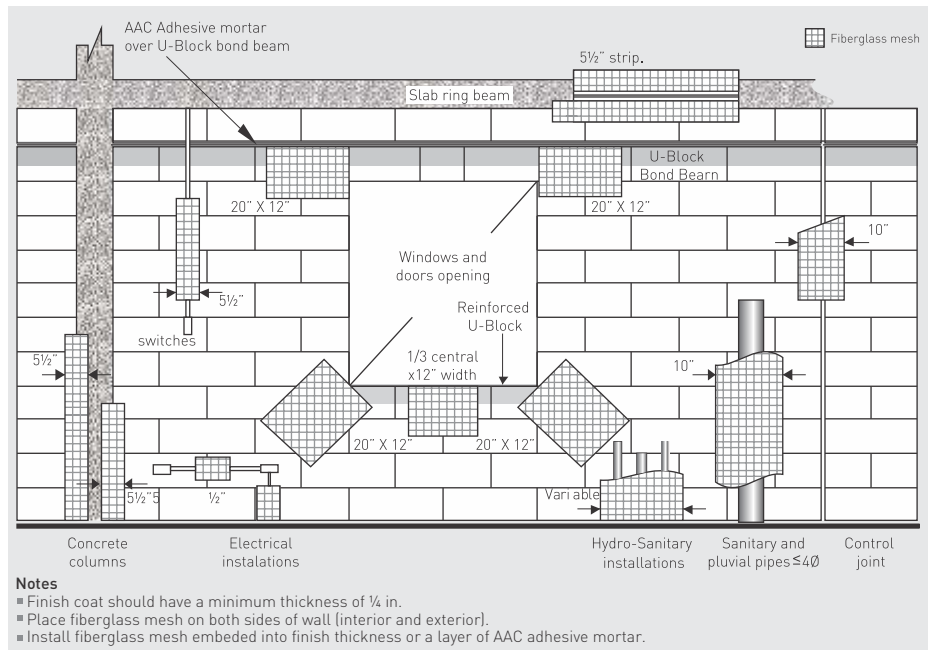 AAC Adhesive mortar
over U-Block bond beam
Fiberglass mesh
5½” strip.
Slab ring beam
U-Block
Bond Bearn
20” X 12”
20” X 12”
10”
Windows and
doors opening
5½”
Reinforced
U-Block
switches
1/3 central
x12” width
5½”
10”
20” X 12”
20” X 12”
5½”5
½”
Vari able
Concrete
columns
Electrical
instalations
Hydro-Sanitary
installations
Sanitary and
pluvial pipes ≤4Ø
Control
joint
Notes
Finish coat should have a minimum thickness of ¼ in.
Place fiberglass mesh on both sides of wall (interior and exterior).
Install fiberglass mesh embeded into finish thickness or a layer of AAC adhesive mortar.